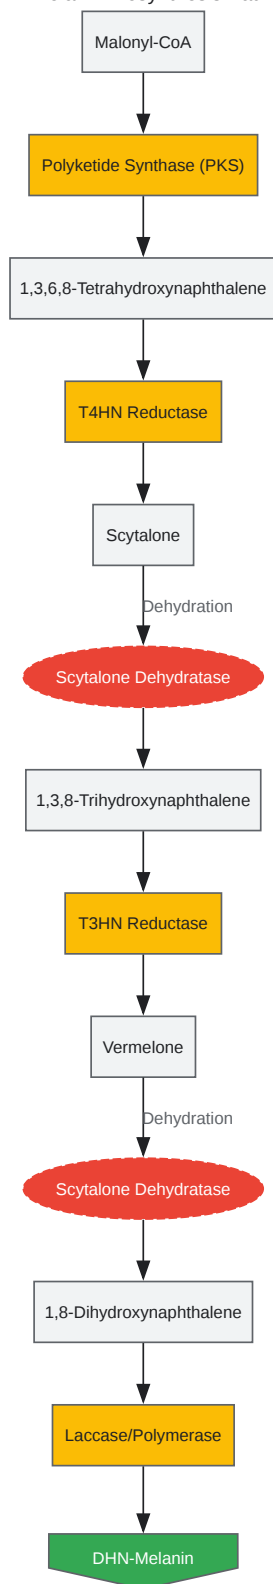 Malonyl-CoA
Polyketide Synthase (PKS)
1,3,6,8-Tetrahydroxynaphthalene
T4HN Reductase
Scytalone
Dehydration
Scytalone Dehydratase
1,3,8-Trihydroxynaphthalene
T3HN Reductase
Vermelone
Dehydration
Scytalone Dehydratase
1,8-Dihydroxynaphthalene
Laccase/Polymerase
DHN-Melanin